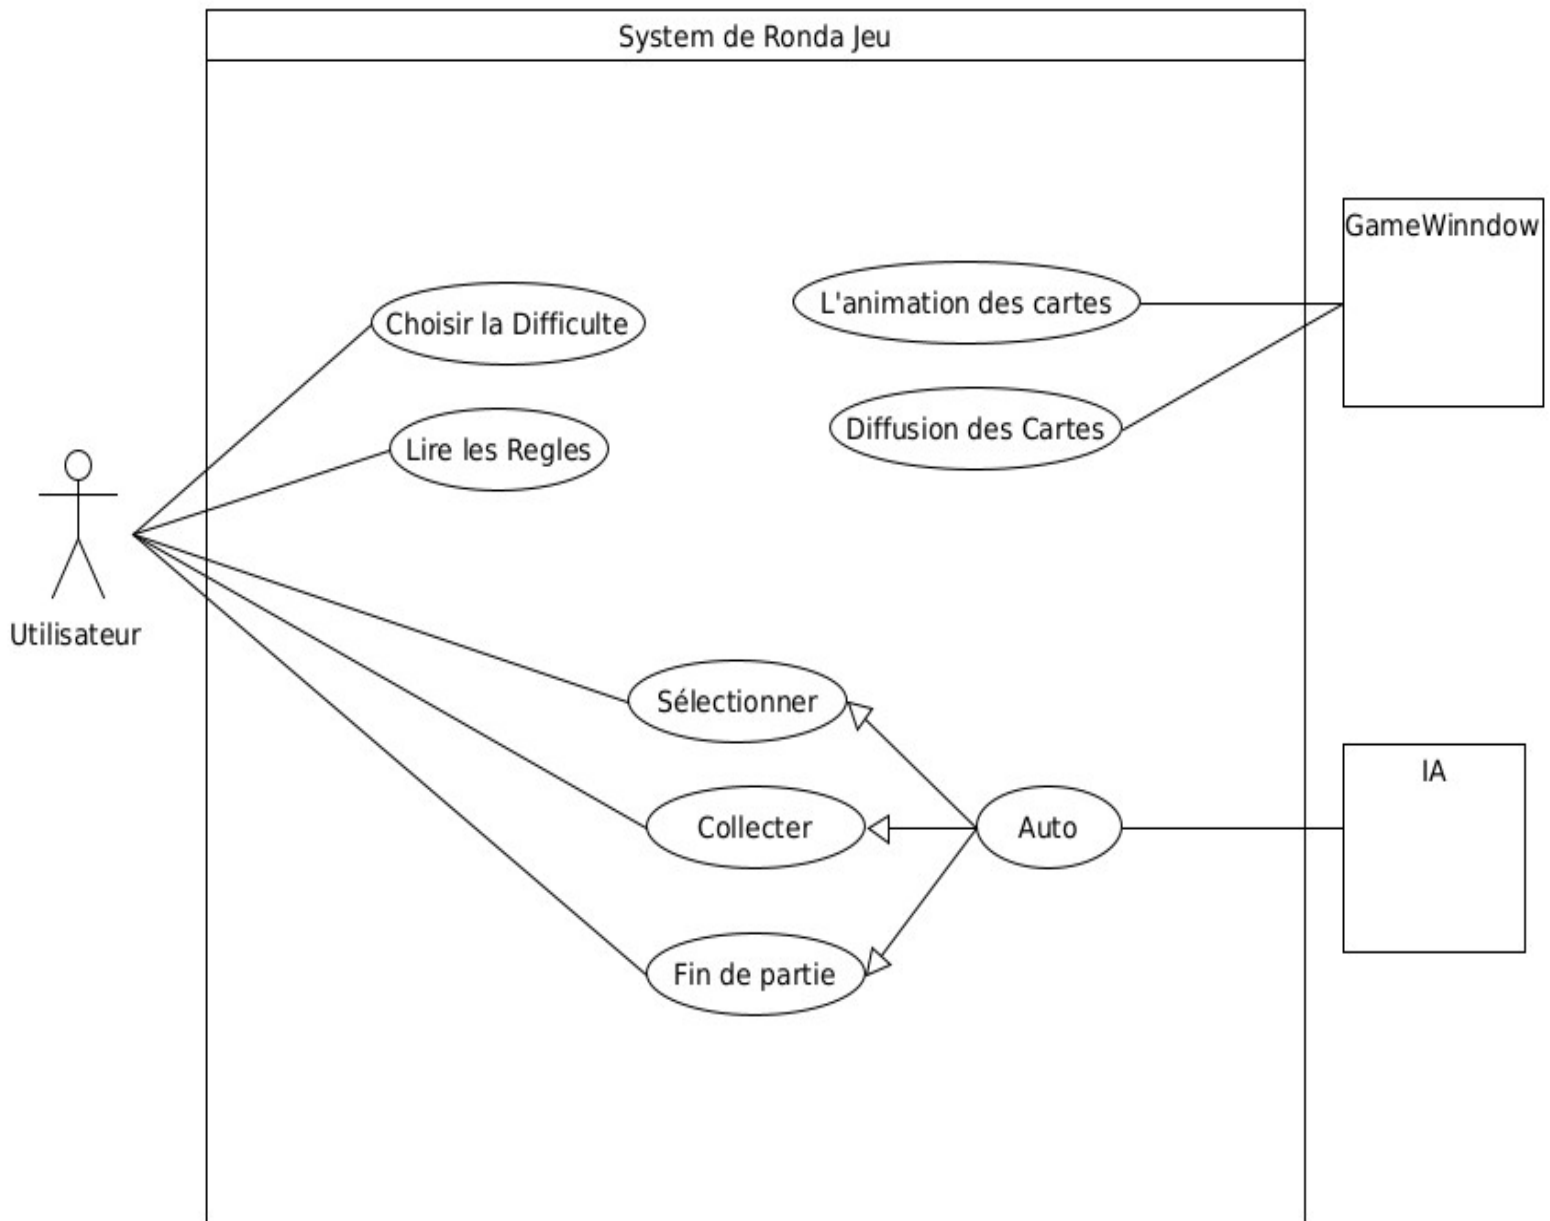 System de Ronda Jeu
GameWinndow
L'animation des cartes
Choisir la Difficulte
Diffusion des Cartes
Lire les Regles
Utilisateur
Sélectionner
IA
Collecter
Auto
Fin de partie